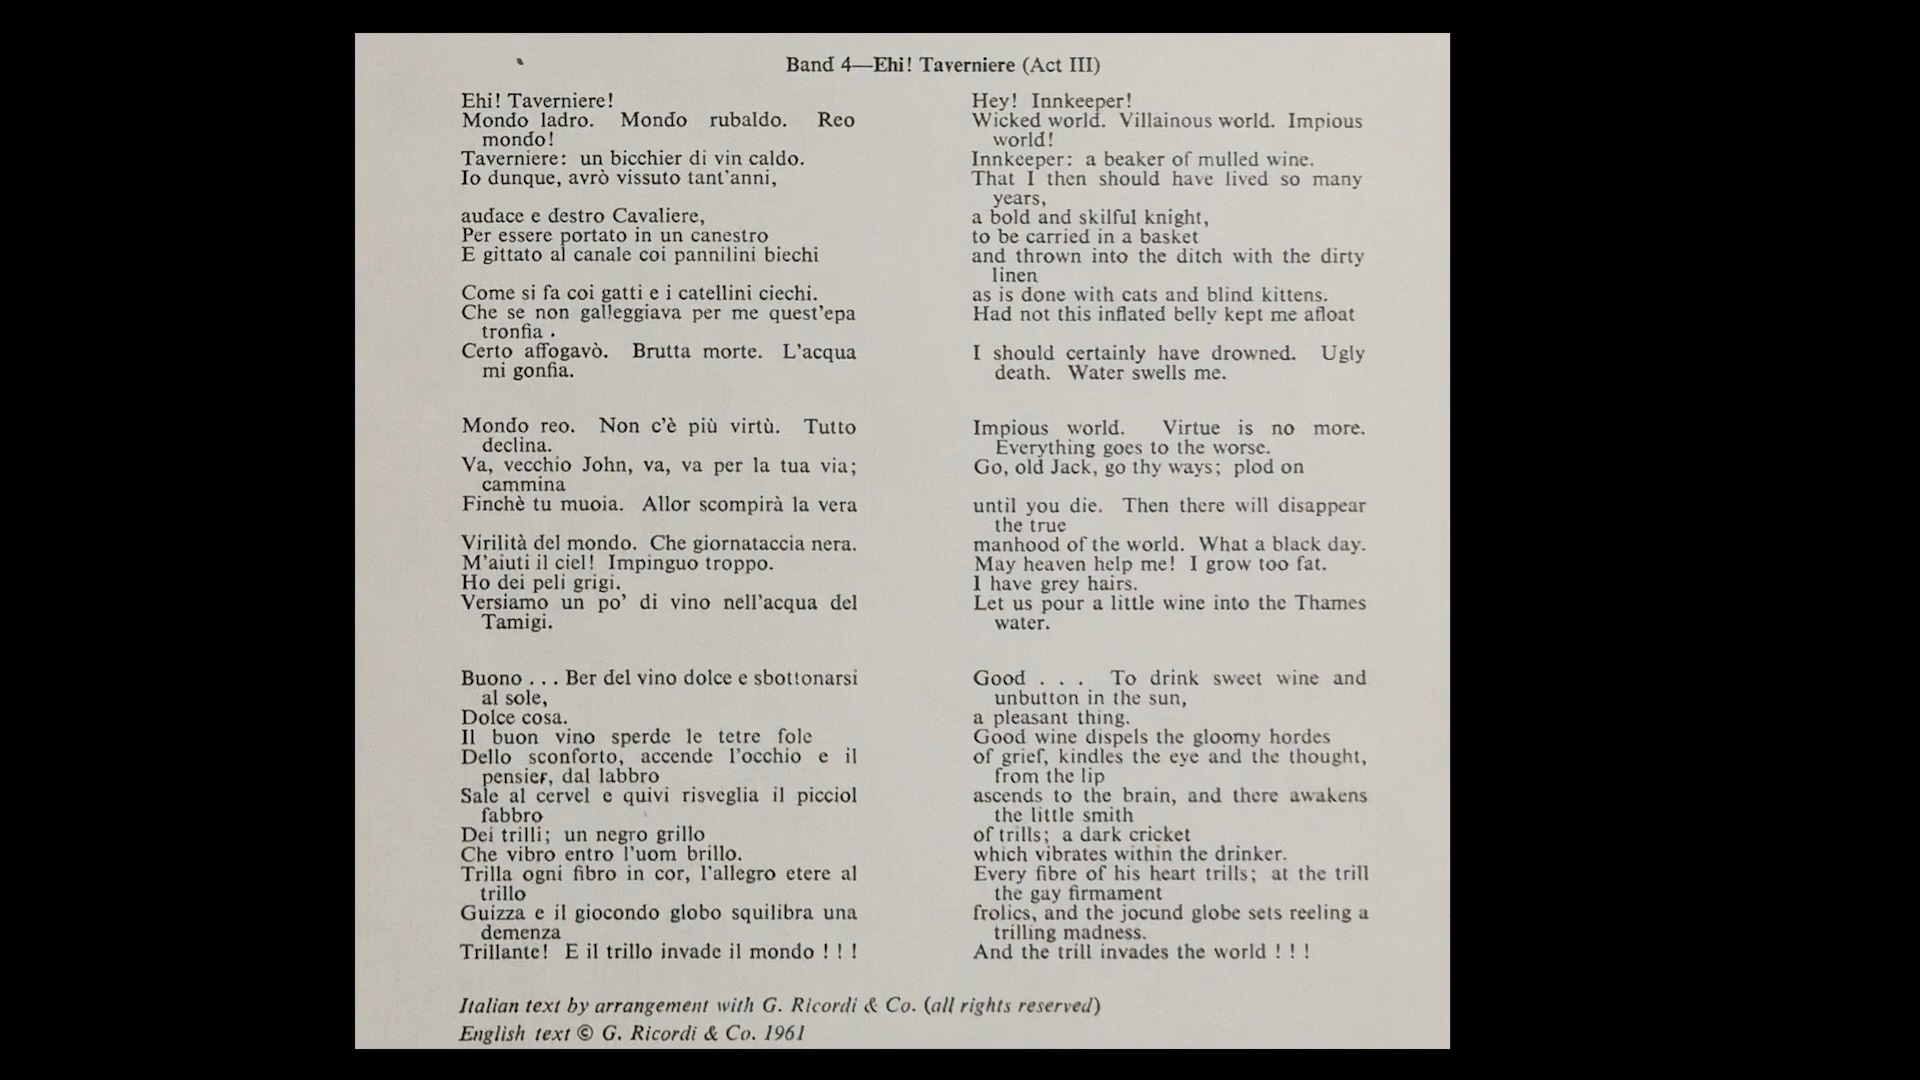 Band 4—Ehi! Taverniere (Act III)
Ehi! Taverniere!
Mondo ladro. Mondo rubaldo. Reo
mondo!
Taverniere: un bicchier di vin caldo.
Io dunque, avrò vissuto tant'anni,
audace e destro Cavaliere,
Per essere portato in un canestro
E gittato al canale coi pannilini biechi
Come si fa coi gatti e i catellini ciechi.
Che se non galleggiava per me quest'epa
tronfia .
Certo affogavò. Brutta morte. L'acqua
mi gonfia.
Mondo reo. Non c'è più virtù. Tutto
declina.
Va, vecchio John, va, va per la tua via;
cammina
Finchè tu muoia. Allor scompirà la vera
Virilità del mondo. Che giornataccia nera.
M'aiuti il ciel! Impinguo troppo.
Ho dei peli grigi.
Versiamo un po' di vino nell'acqua del
Tamigi.
Buono . . . Ber del vino dolce e sbottonarsi
al sole,
Dolce cosa.
Il buon vino sperde le tetre fole
Dello sconforto, accende l'occhio e il
pensier, dal labbro
Sale al cervel e quivi risveglia il picciol
fabbro
Dei trilli; un negro grillo
Che vibro entro l'uom brillo.
Trilla ogni fibro in cor, l'allegro etere al
trillo
Guizza e il giocondo globo squilibra una
demenza
Trillante! E il trillo invade il mondo ! ! !
Hey! Innkeeper!
Wicked world. Villainous world. Impious
world!
Innkeeper: a beaker of mulled wine.
That I then should have lived so many
years,
a bold and skilful knight,
to be carried in a basket
and thrown into the ditch with the dirty
linen
as is done with cats and blind kittens.
Had not this inflated belly kept me afloat
I should certainly have drowned. Ugly
death. Water swells me.
Impious world. Virtue is no more.
Everything goes to the worse.
Go, old Jack, go thy ways; plod on
until you die. Then there will disappear
the true
manhood of the world. What a black day.
May heaven help me! I grow too fat.
I have grey hairs.
Let us pour a little wine into the Thames
water.
Good . . . To drink sweet wine and
unbutton in the sun,
a pleasant thing.
Good wine dispels the gloomy hordes
of grief, kindles the eye and the thought,
from the lip
ascends to the brain, and there awakens
the little smith
of trills; a dark cricket
which vibrates within the drinker.
Every fibre of his heart trills; at the trill
the gay firmament
frolics, and the jocund globe sets reeling a
trilling madness.
And the trill invades the world ! ! !
Italian text by arrangement with G. Ricordi & Co. (all rights reserved)
English text © G. Ricordi & Co. 1961